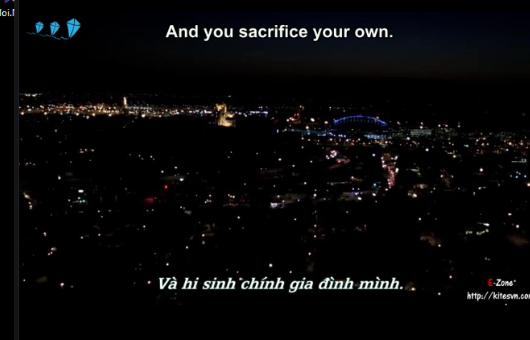 And you sacrifice your own.
Và hi sinh chính gia đình mình.
E-Zone
http://kitesvn.com